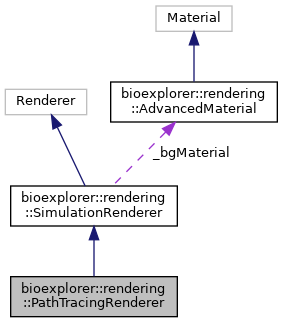 Material
Renderer
bioexplorer::rendering
::AdvancedMaterial
_bgMaterial
bioexplorer::rendering
::SimulationRenderer
bioexplorer::rendering
::PathTracingRenderer